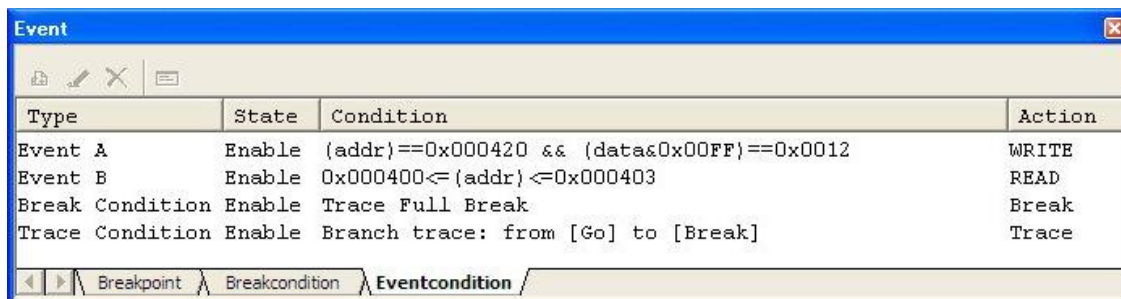 Event
Type State Condition Action
Event A Enable (addr)==0x000420 && (data&0x00FF)==0x0012 WRITE
Event B Enable 0x000400<=(addr)<=0x000403 READ
Break Condition Enable Trace Full Break Break
Trace Condition Enable Branch trace: from [Go] to [Break] Trace
Breakpoint Breakcondition Eventcondition